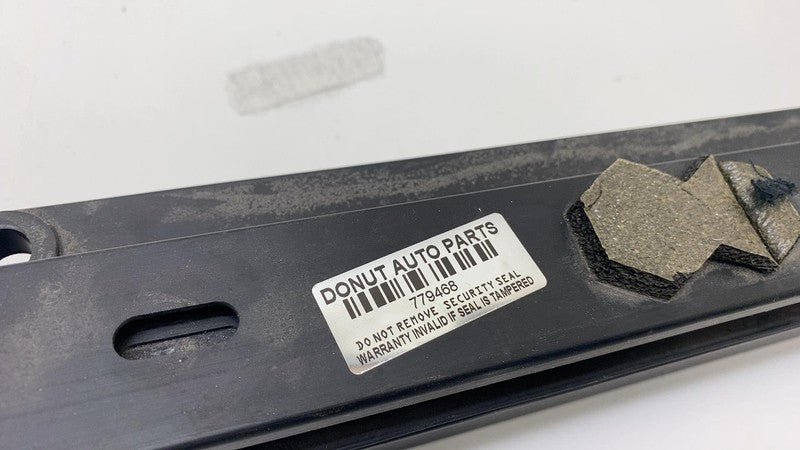 DONUT AUTO PARTS
779468
DO NOT REMOVE SECURITY SEAL
WARRANTY INVALID IF SEAL IS TAMPERED